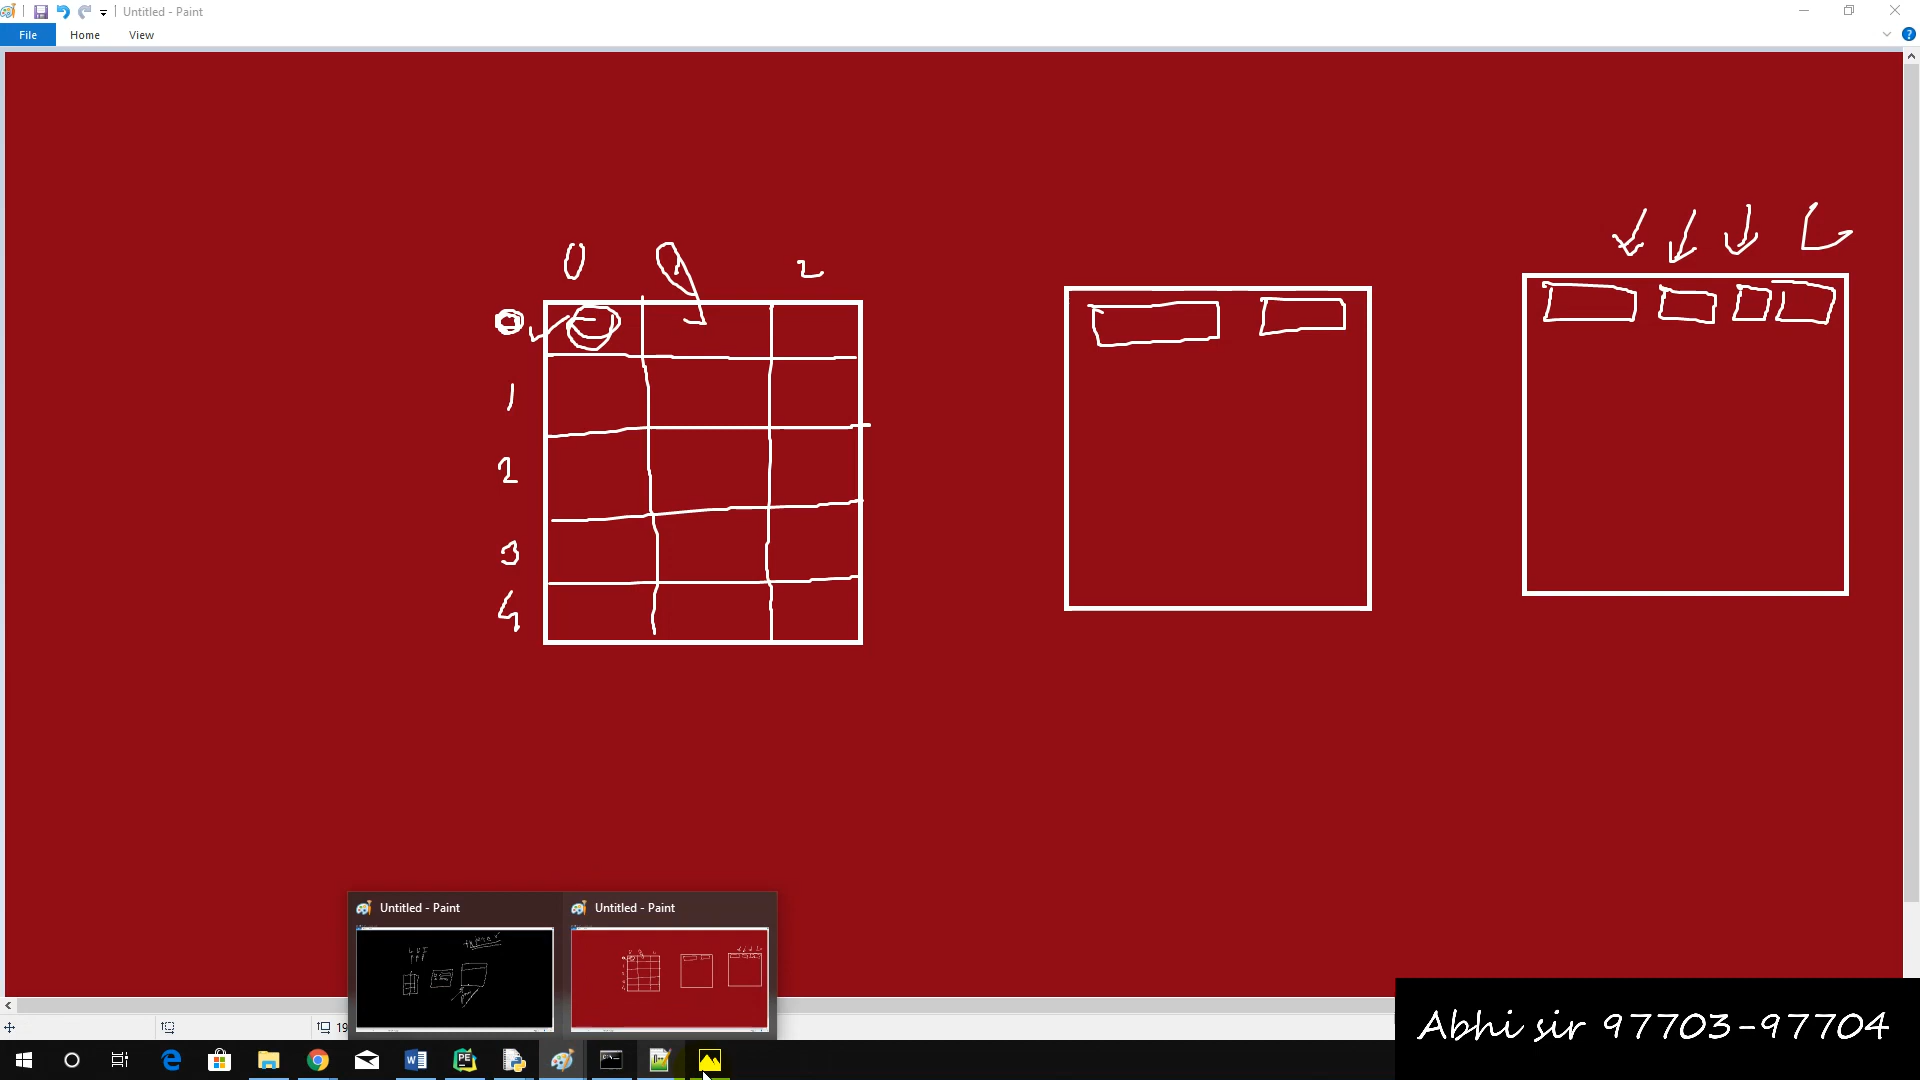 Untitled - Paint
File Home View
0 1 2
0
1
2
3
4
Untitled - Paint Untitled - Paint
19
Abhi sir 97703-97704